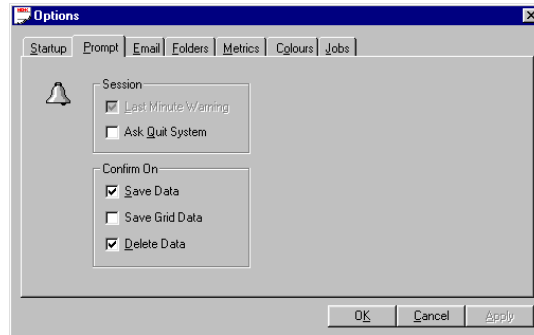 Options
Startup Prompt Email Folders Metrics Colours Jobs
Session
Last Minute Warning
Ask Quit System
Confirm On
Save Data
Save Grid Data
Delete Data
OK Cancel Apply